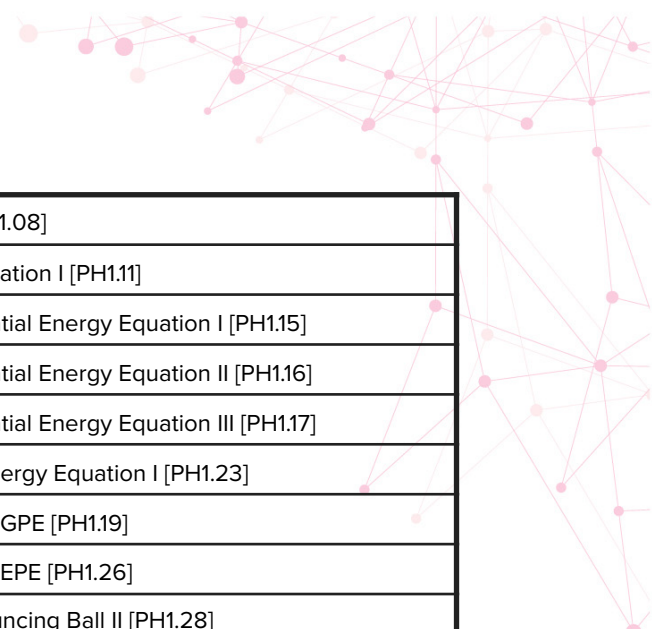 1.08]
ation I [PH1.11]
tial Energy Equation I [PH1.15]
tial Energy Equation II [PH1.16]
tial Energy Equation III [PH1.17]
ergy Equation I [PH1.23]
GPE [PH1.19]
EPE [PH1.26]
uncing Ball II [PH1.28]